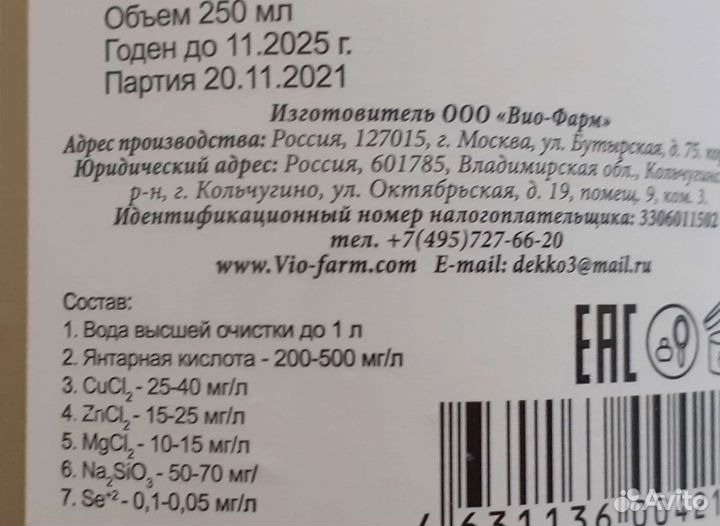 Объем 250 мл
Годен до 11.2025 г.
Партия 20.11.2021
Изготовитель ООО «Вио-Фарм»
Адрес производства: Россия, 127015, г. Москва, ул. Бутырская, д. 75.
Юридический адрес: Россия, 601785, Владимирская обл., Кольчугино
р-н, г. Кольчугино, ул. Октябрьская, д. 19, помещ. 9, ком. 3.
Идентификационный номер налогоплательщика: 3306011502
тел. +7(495)727-66-20
www.Vio-farm.com E-mail: dekko3@mail.ru
Состав:
1. Вода высшей очистки до 1 л
2. Янтарная кислота - 200-500 мг/л
3. CuCl2 - 25-40 мг/л
4. ZnCl2 - 15-25 мг/л
5. MgCl2 - 10-15 мг/л
6. Na2SiO3 - 50-70 мг/
7. Se+2 - 0,1-0,05 мг/л
EAC
Avito